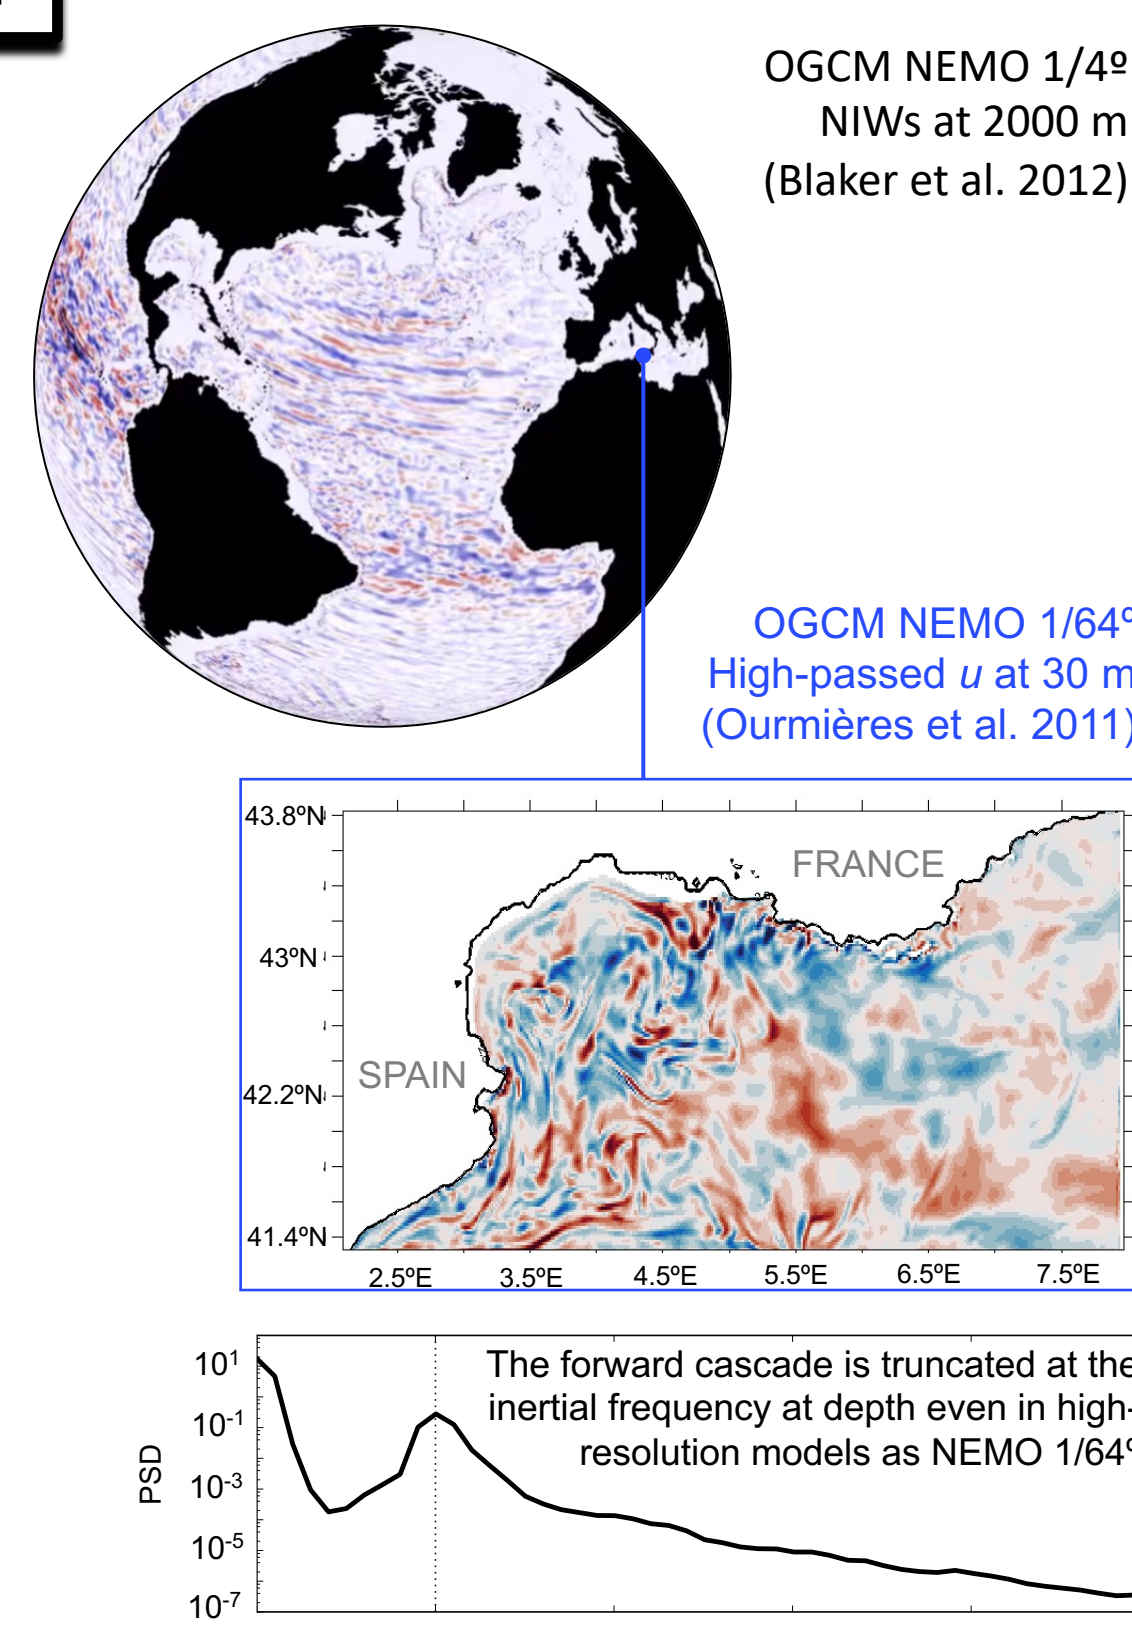 OGCM NEMO 1/4º
NIWs at 2000 m
(Blaker et al. 2012)
OGCM NEMO 1/64º
High-passed u at 30 m
(Ourmières et al. 2011)
43.8ºN
FRANCE
43ºN
SPAIN
42.2ºN
41.4ºN
2.5ºE 3.5ºE 4.5ºE 5.5ºE 6.5ºE 7.5ºE
The forward cascade is truncated at the
inertial frequency at depth even in high-
resolution models as NEMO 1/64º
PSD
10¹
10⁻¹
10⁻³
10⁻⁵
10⁻⁷